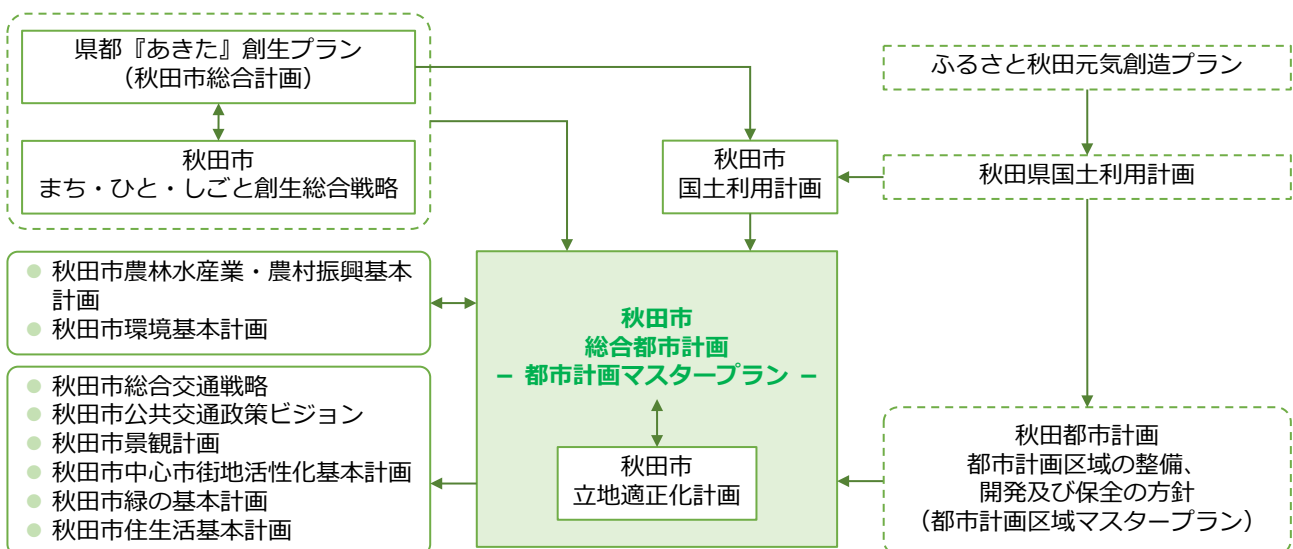 県都『あきた』創生プラン
（秋田市総合計画）
秋田市
まち・ひと・しごと創生総合戦略
秋田市
国土利用計画
ふるさと秋田元気創造プラン
秋田県国土利用計画
秋田市農林水産業・農村振興基本
計画
秋田市環境基本計画
秋田市総合交通戦略
秋田市公共交通政策ビジョン
秋田市景観計画
秋田市中心市街地活性化基本計画
秋田市緑の基本計画
秋田市住生活基本計画
秋田市
総合都市計画
− 都市計画マスタープラン −
秋田市
立地適正化計画
秋田都市計画
都市計画区域の整備、
開発及び保全の方針
（都市計画区域マスタープラン）